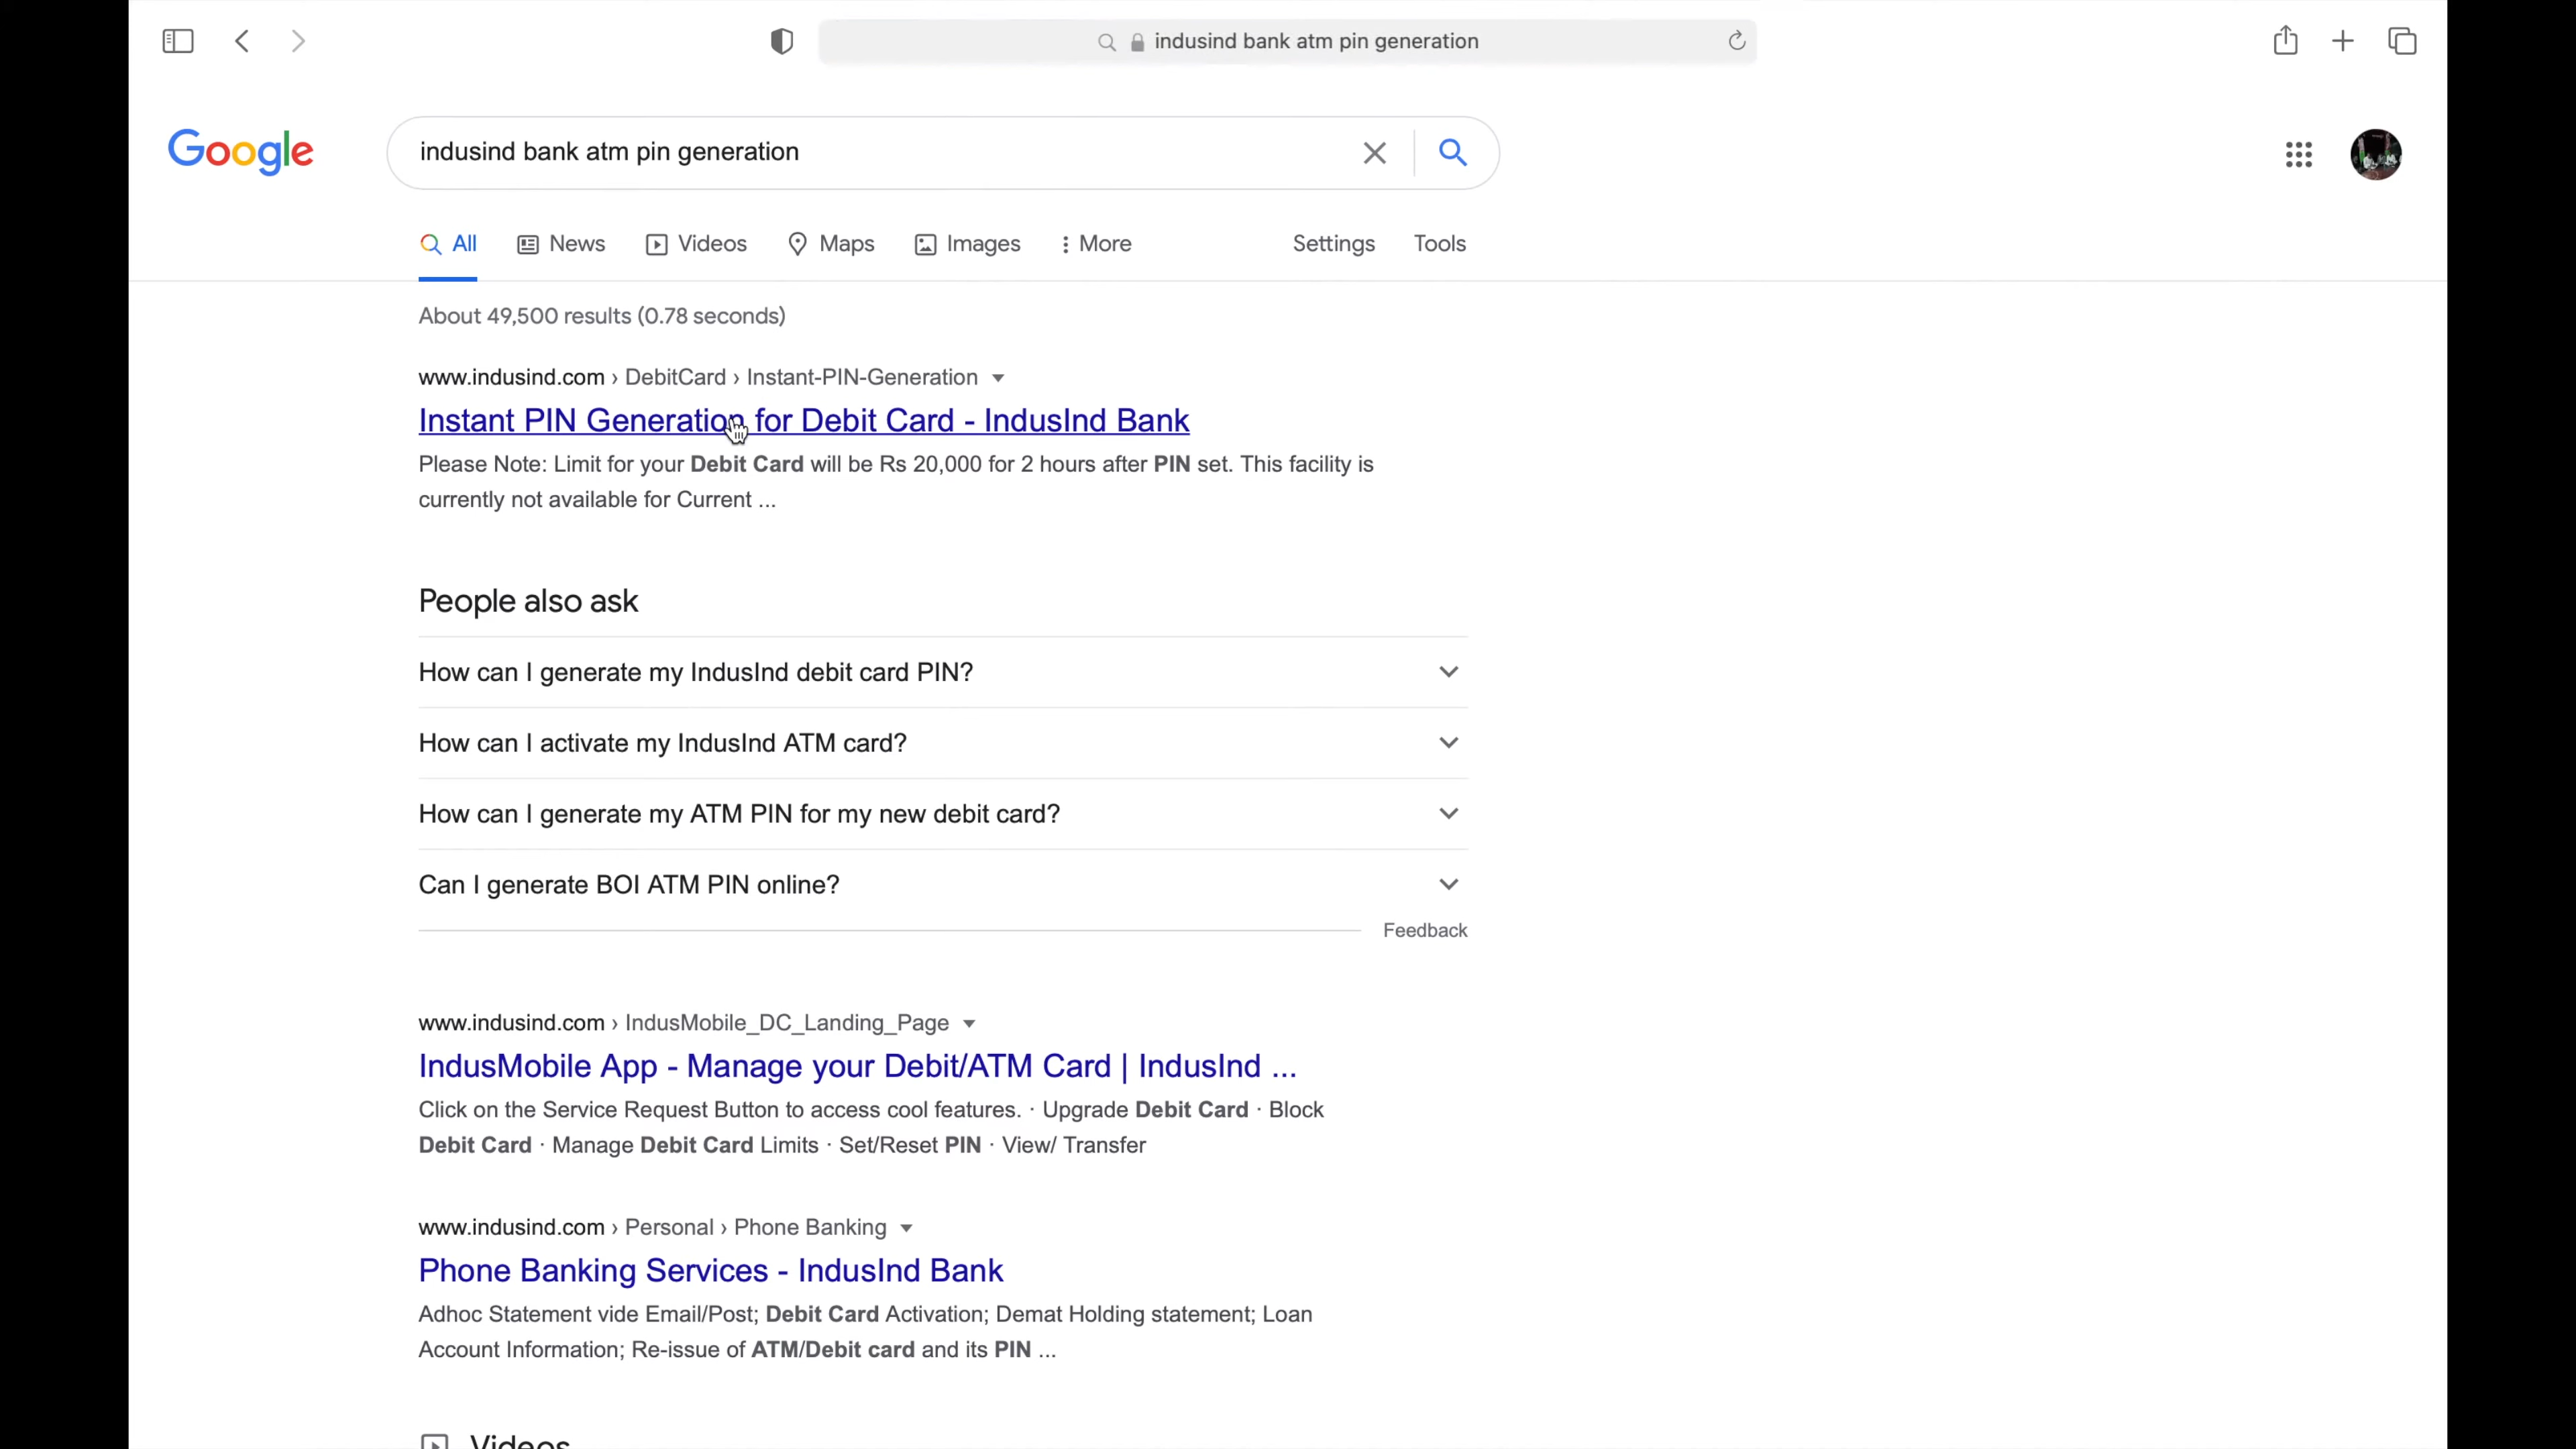 indusind bank atm pin generation
Google
indusind bank atm pin generation
All News Videos Maps Images More Settings Tools
About 49,500 results (0.78 seconds)
www.indusind.com › DebitCard › Instant-PIN-Generation
Instant PIN Generation for Debit Card - IndusInd Bank
Please Note: Limit for your Debit Card will be Rs 20,000 for 2 hours after PIN set. This facility is
currently not available for Current ...
People also ask
How can I generate my IndusInd debit card PIN?
How can I activate my IndusInd ATM card?
How can I generate my ATM PIN for my new debit card?
Can I generate BOI ATM PIN online?
Feedback
www.indusind.com › IndusMobile_DC_Landing_Page
IndusMobile App - Manage your Debit/ATM Card | IndusInd ...
Click on the Service Request Button to access cool features. · Upgrade Debit Card · Block
Debit Card · Manage Debit Card Limits · Set/Reset PIN · View/ Transfer
www.indusind.com › Personal › Phone Banking
Phone Banking Services - IndusInd Bank
Adhoc Statement vide Email/Post; Debit Card Activation; Demat Holding statement; Loan
Account Information; Re-issue of ATM/Debit card and its PIN ...
Videos